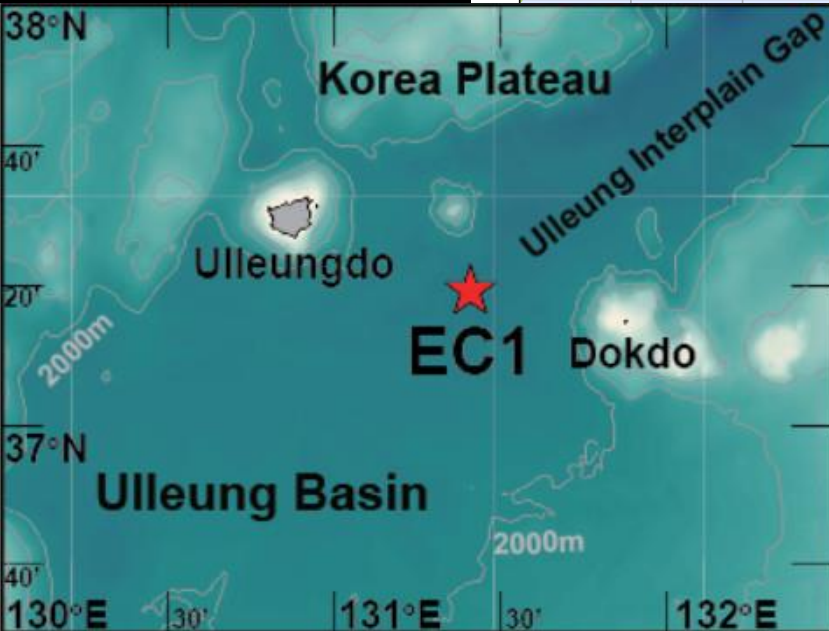 38°N
Korea Plateau
Ulleung Interplain Gap
40'
Ulleungdo
20'
EC1
Dokdo
2000m
37°N
Ulleung Basin
2000m
40'
130°E
30'
131°E
30'
132°E